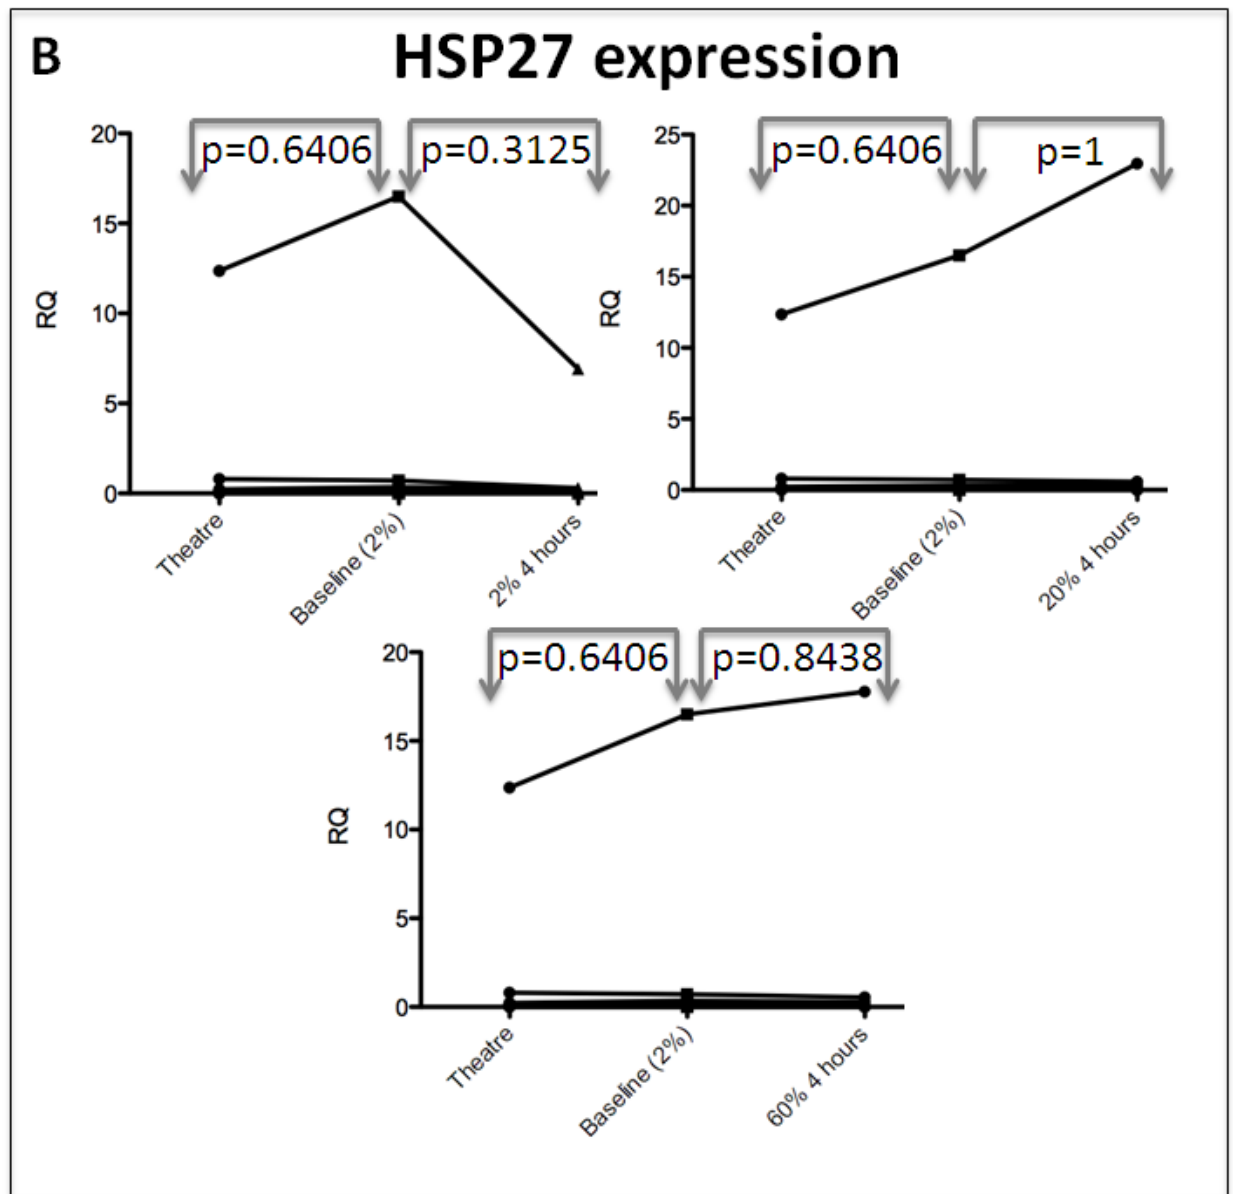 B
HSP27 expression
p=0.6406
p=0.3125
20
15
10
5
0
RQ
Theatre
Baseline (2%)
2% 4 hours
p=0.6406
p=1
25
20
15
10
5
0
RQ
Theatre
Baseline (2%)
20% 4 hours
p=0.6406
p=0.8438
20
15
10
5
0
RQ
Theatre
Baseline (2%)
60% 4 hours